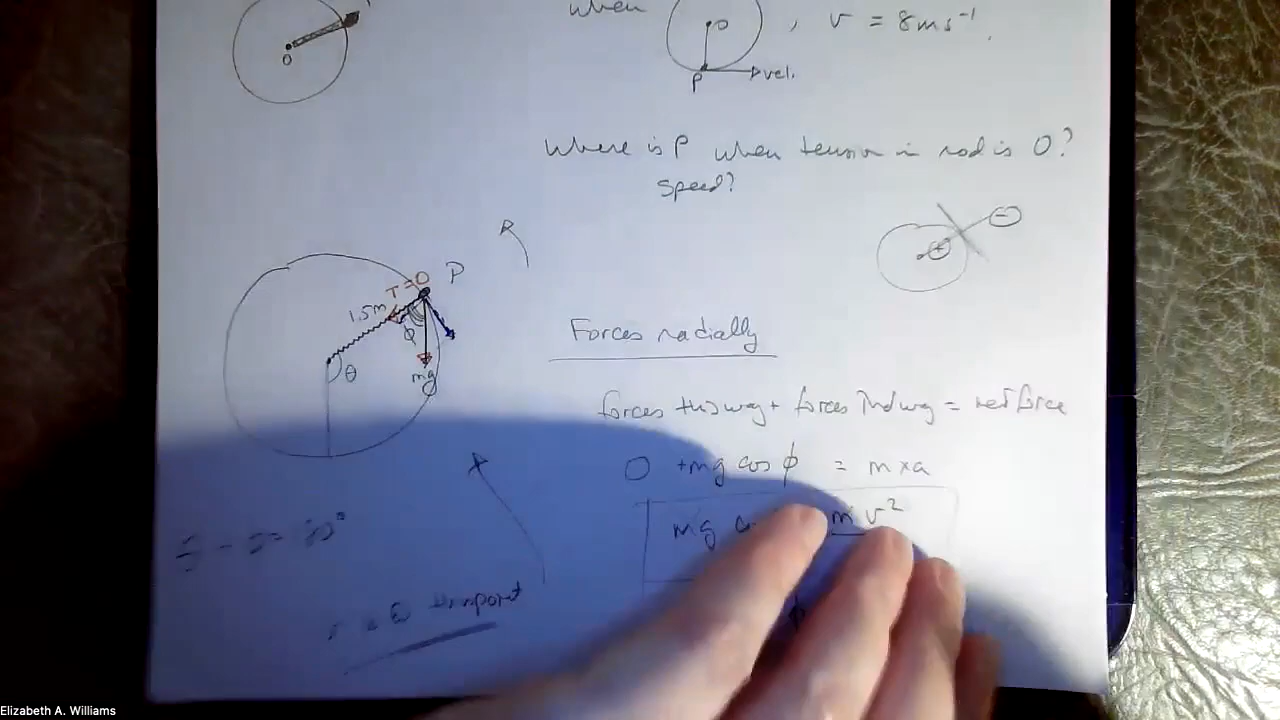 O
when O , v = 8ms⁻¹.
P vel.
Where is P when tension in rod is 0?
speed?
+ -
T=0 P
1.5m
ϕ
θ
mg
Forces radially
forces this way + forces that way = net force
0 + mg cos ϕ = m × a
mg m v²
ϕ
Elizabeth A. Williams